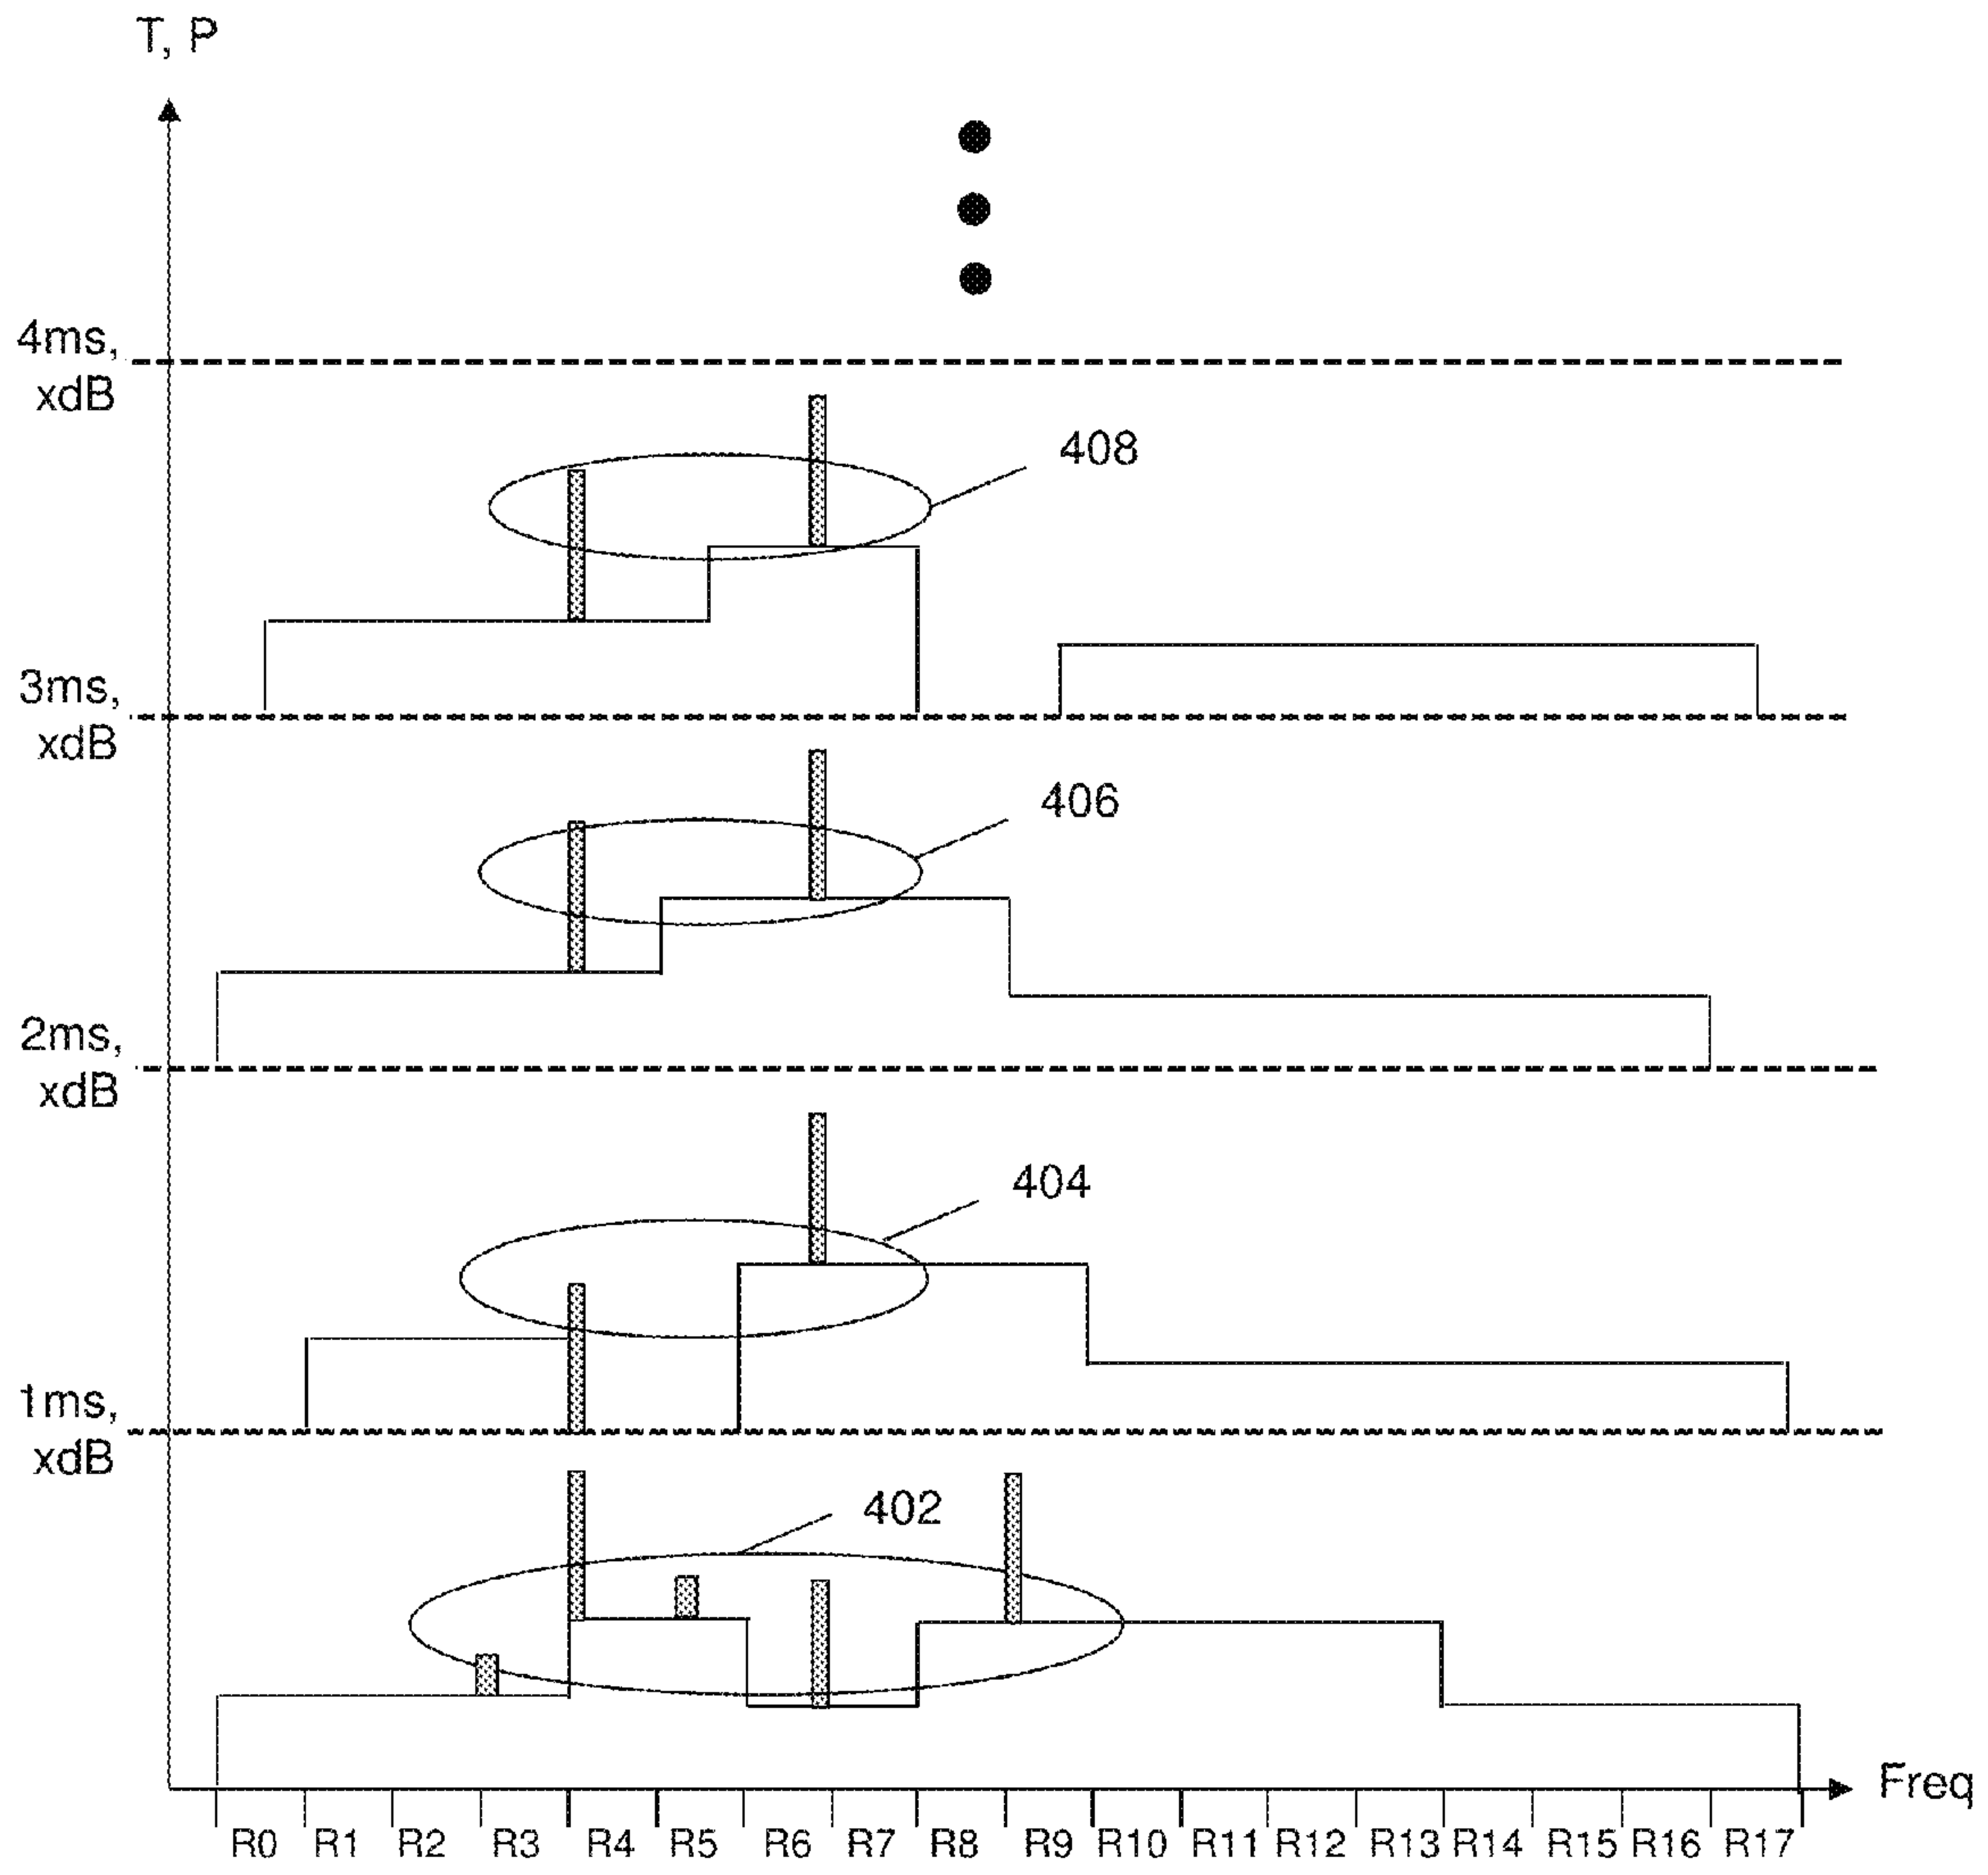 T, P
4ms,
xdB
408
3ms,
xdB
406
2ms,
xdB
404
1ms,
xdB
402
Freq
R0 R1 R2 R3 R4 R5 R6 R7 R8 R9 R10 R11 R12 R13 R14 R15 R16 R17